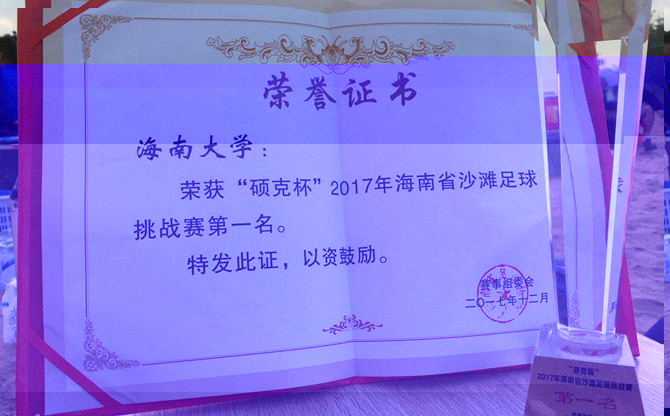 荣誉证书
海南大学：
荣获“硕克杯”2017年海南省沙滩足球
挑战赛第一名。
特发此证，以资鼓励。
赛事组委会
二〇一七年十二月
“硕克杯”
2017年海南省沙滩足球挑战赛
第一名